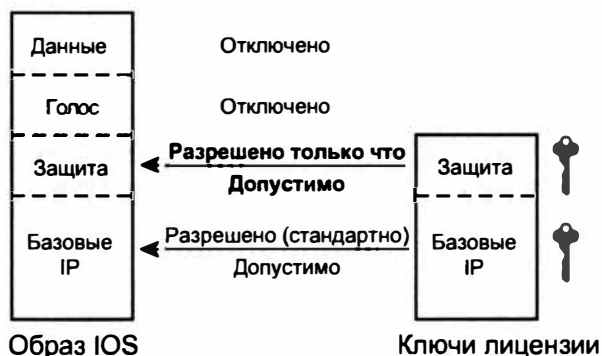 Данные
Отключено
Голос
Отключено
Защита
Разрешено только что
Допустимо
Защита
Базовые
IP
Разрешено (стандартно)
Допустимо
Базовые
IP
Образ IOS
Ключи лицензии